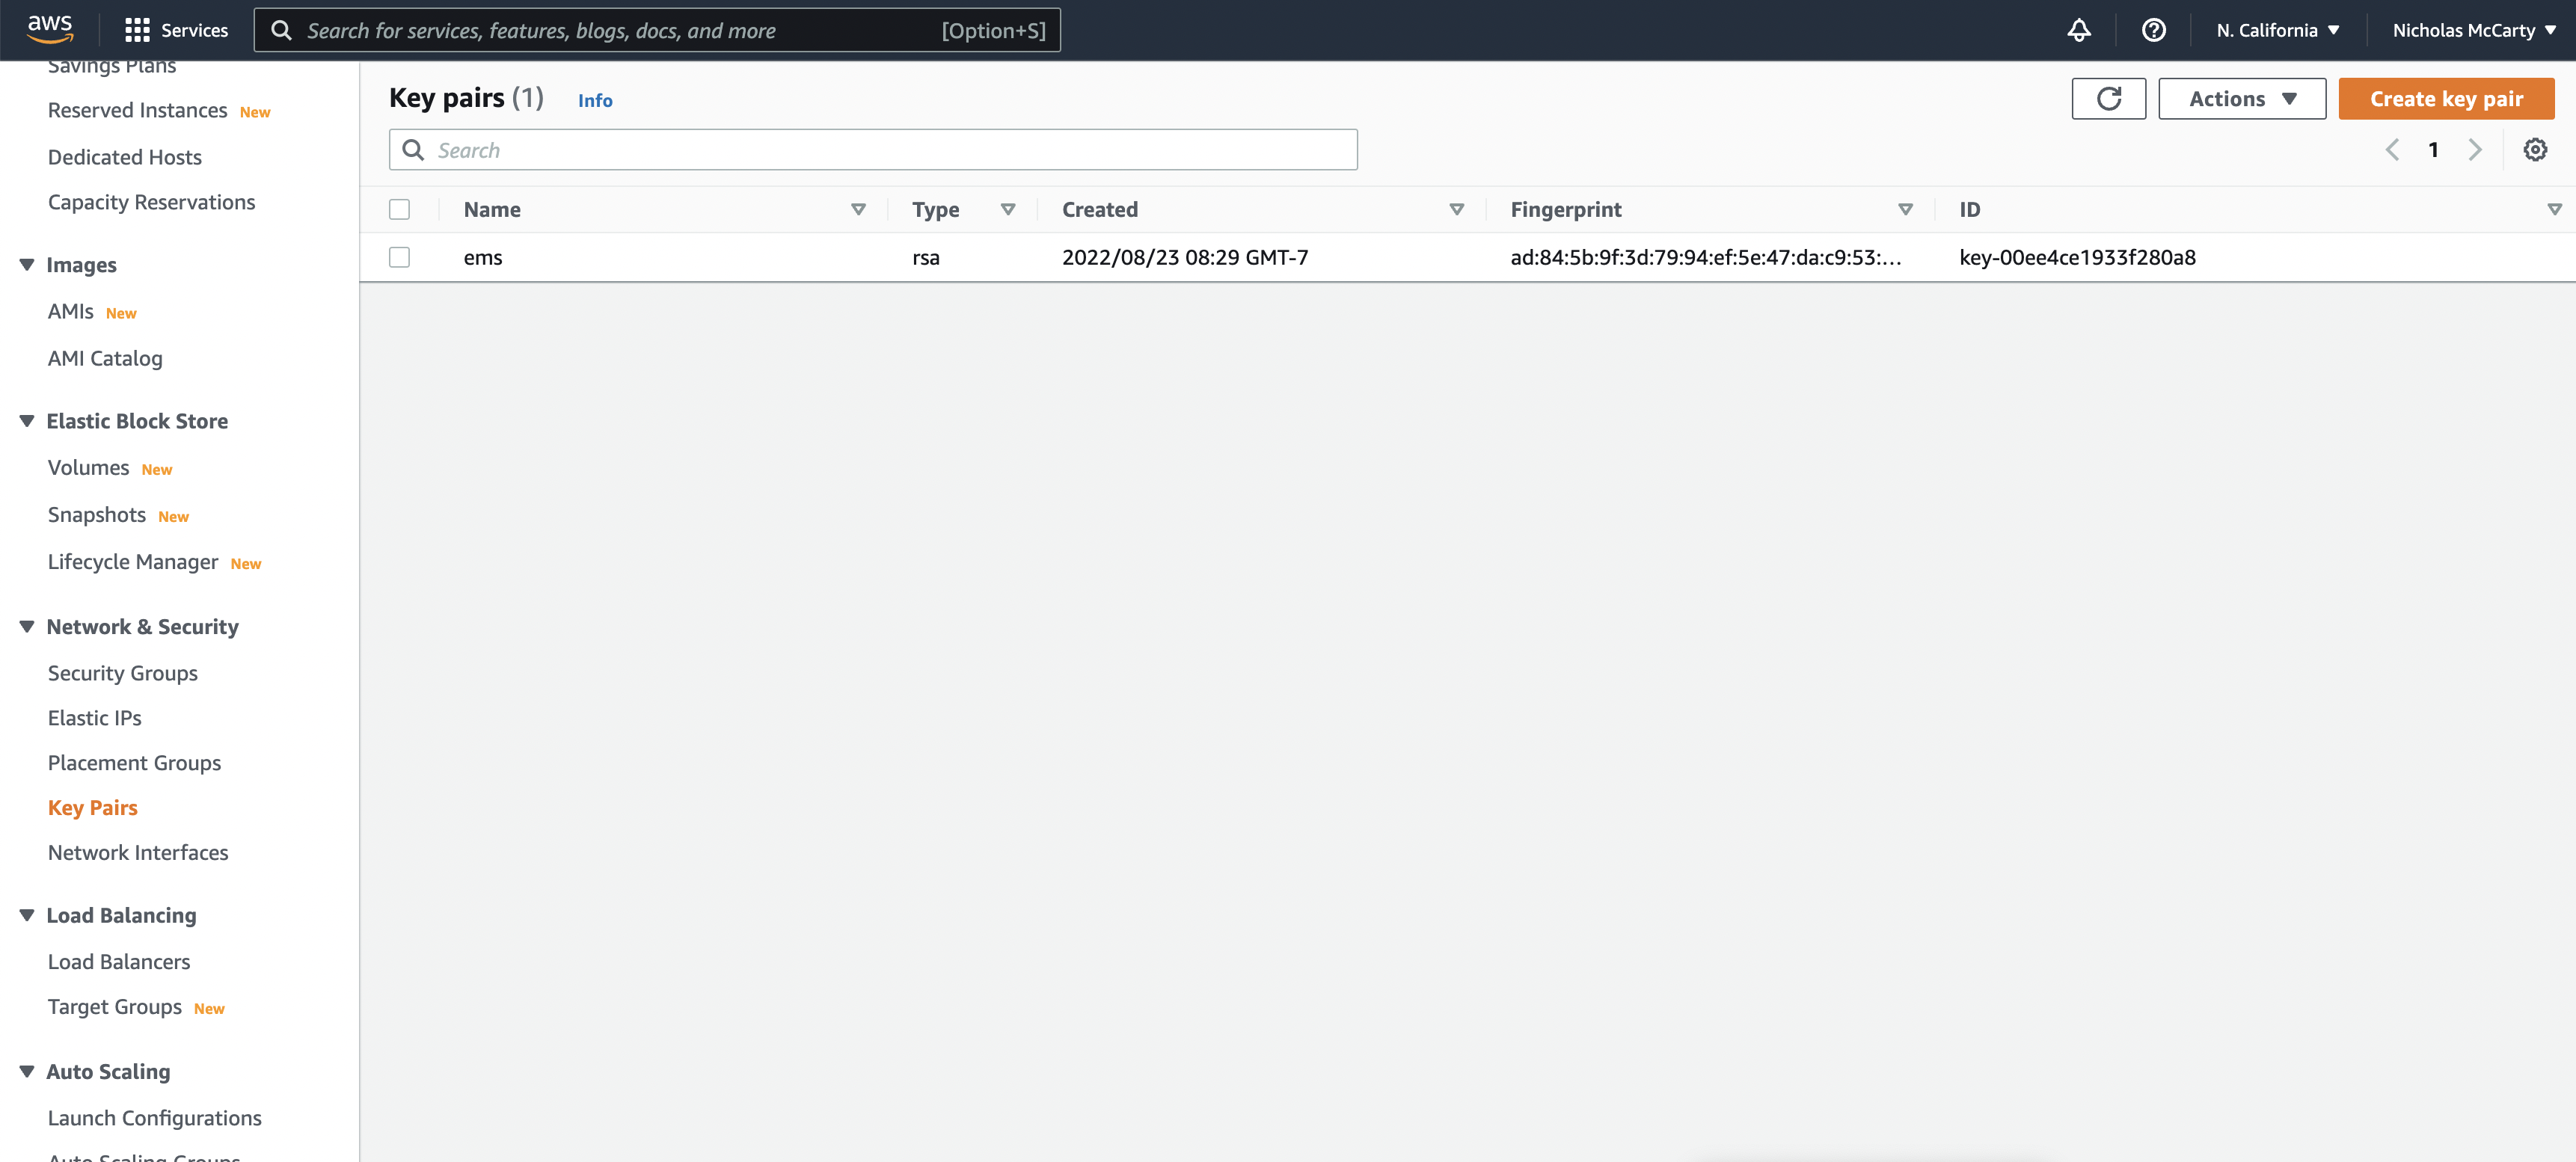 aws
Services
Search for services, features, blogs, docs, and more [Option+S]
N. California
Nicholas McCarty
Savings Plans
Reserved Instances New
Dedicated Hosts
Capacity Reservations
Images
AMIs New
AMI Catalog
Elastic Block Store
Volumes New
Snapshots New
Lifecycle Manager New
Network & Security
Security Groups
Elastic IPs
Placement Groups
Key Pairs
Network Interfaces
Load Balancing
Load Balancers
Target Groups New
Auto Scaling
Launch Configurations
Auto Scaling Groups
Key pairs (1) Info
Actions
Create key pair
Search
1
Name Type Created Fingerprint ID
ems rsa 2022/08/23 08:29 GMT-7 ad:84:5b:9f:3d:79:94:ef:5e:47:da:c9:53:... key-00ee4ce1933f280a8